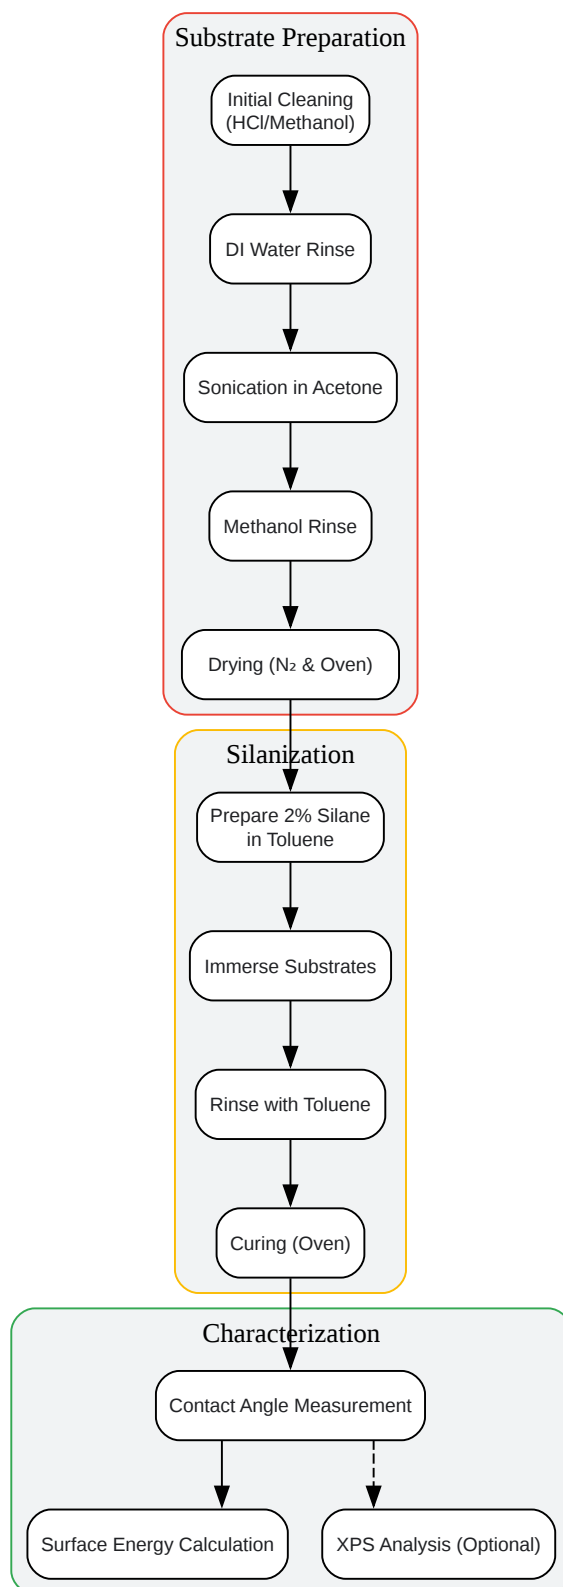 Substrate Preparation
Initial Cleaning
(HCl/Methanol)
DI Water Rinse
Sonication in Acetone
Methanol Rinse
Drying (N₂ & Oven)
Silanization
Prepare 2% Silane
in Toluene
Immerse Substrates
Rinse with Toluene
Curing (Oven)
Characterization
Contact Angle Measurement
Surface Energy Calculation
XPS Analysis (Optional)